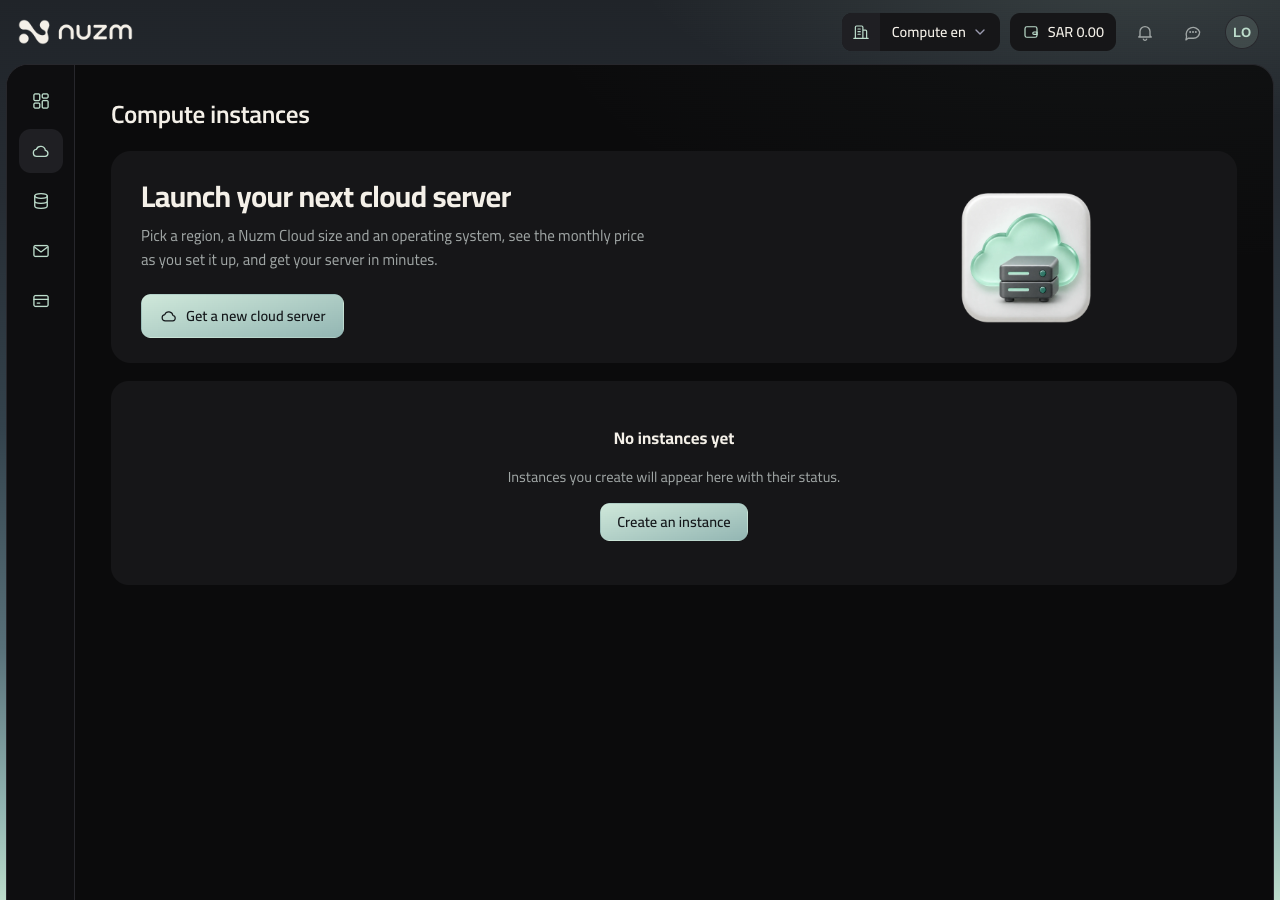 nuzm
Compute en
SAR 0.00
LO
Compute instances
Launch your next cloud server
Pick a region, a Nuzm Cloud size and an operating system, see the monthly price
as you set it up, and get your server in minutes.
Get a new cloud server
No instances yet
Instances you create will appear here with their status.
Create an instance